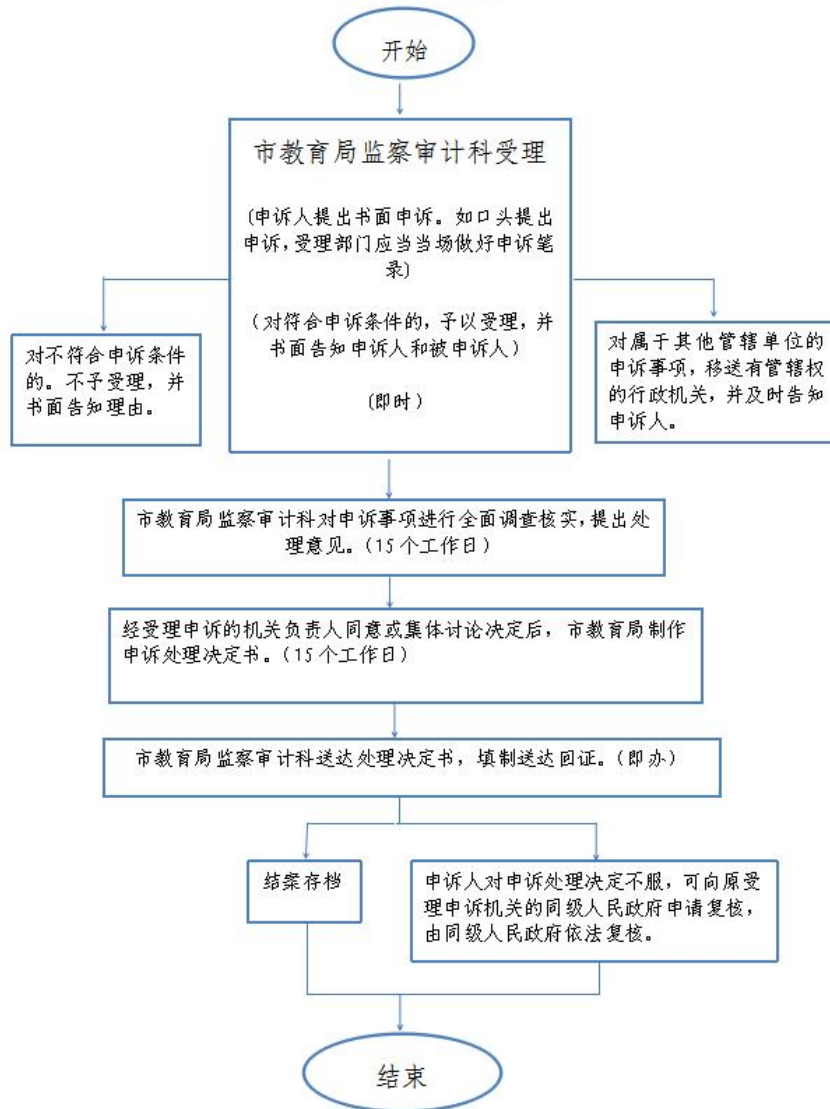 开始
市教育局监察审计科受理
(申诉人提出书面申诉。如口头提出
申诉,受理部门应当当场做好申诉笔
录)
(对符合申诉条件的，予以受理，并
书面告知申诉人和被申诉人)
(即时)
对不符合申诉条件
的。不予受理，并
书面告知理由。
对属于其他管辖单位的
申诉事项，移送有管辖权
的行政机关，并及时告知
申诉人。
市教育局监察审计科对申诉事项进行全面调查核实,提出处
理意见。(15个工作日)
经受理申诉的机关负责人同意或集体讨论决定后，市教育局制作
申诉处理决定书。(15个工作日)
市教育局监察审计科送达处理决定书，填制送达回证。(即办)
结案存档
申诉人对申诉处理决定不服，可向原受
理申诉机关的同级人民政府申请复核，
由同级人民政府依法复核。
结束